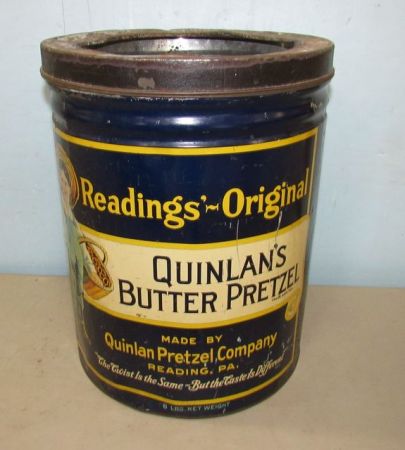 Readings' Original
QUINLAN'S
BUTTER PRETZEL
MADE BY
Quinlan Pretzel Company
READING, PA.
"The Twist Is the Same - But the Taste Is Different"
6 LBS. NET WEIGHT